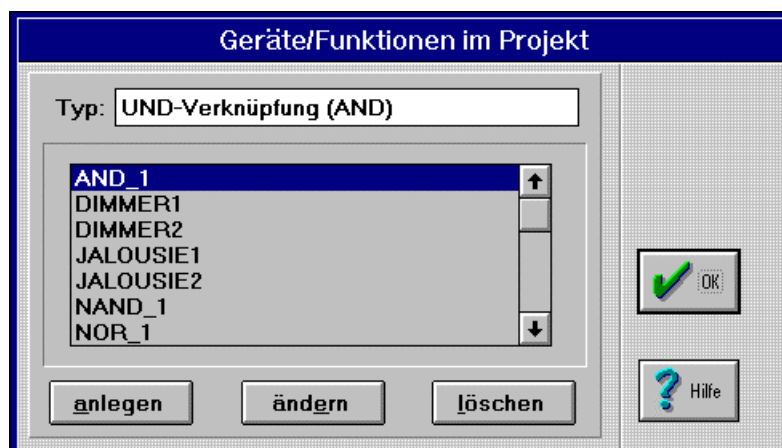 Geräte/Funktionen im Projekt
Typ: UND-Verknüpfung (AND)
AND_1
DIMMER1
DIMMER2
JALOUSIE1
JALOUSIE2
NAND_1
NOR_1
anlegen ändern löschen
OK
Hilfe